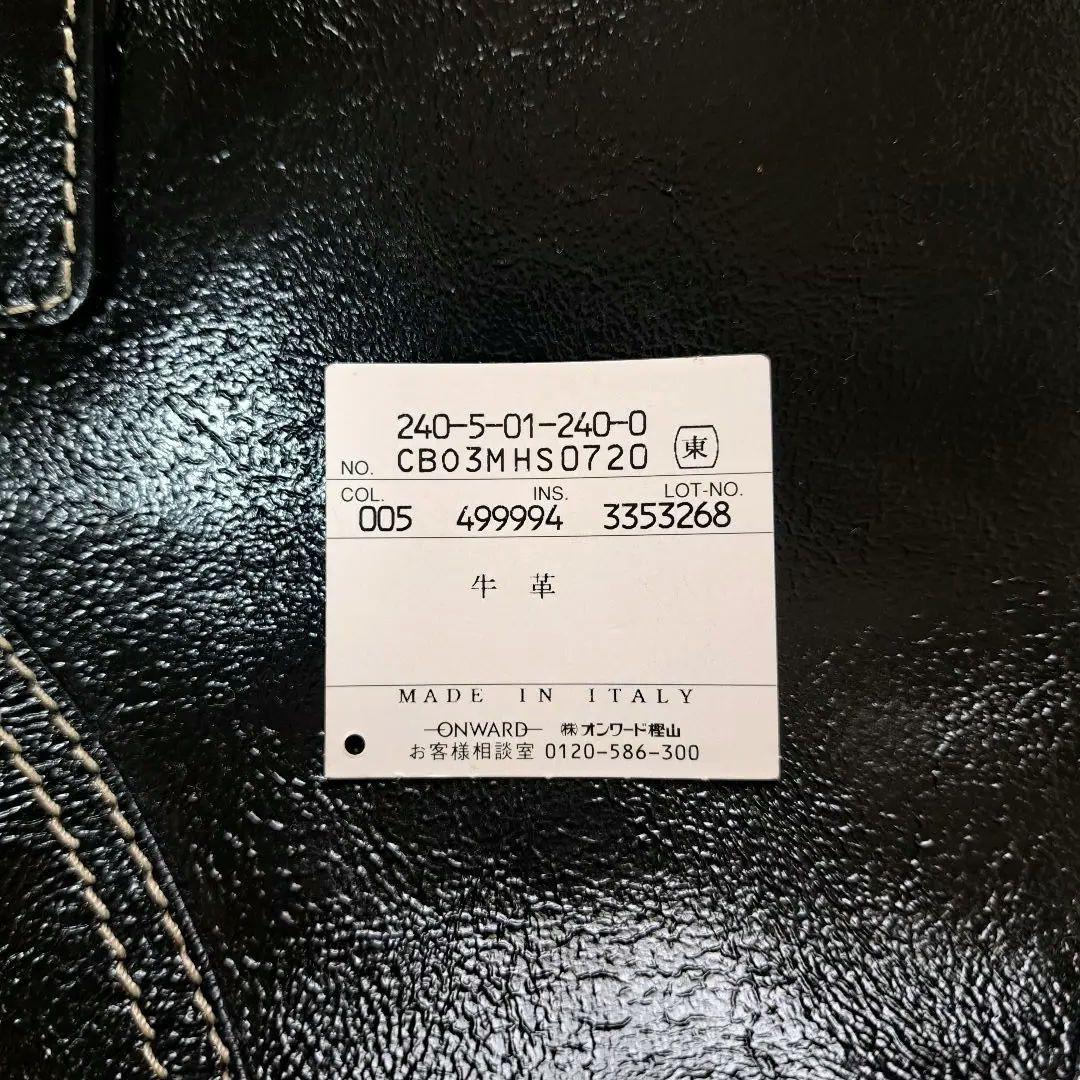 240-5-01-240-0
NO. CB03MHS0720 東
COL. INS. LOT-NO.
005 499994 3353268
牛革
MADE IN ITALY
ONWARD ㈱オンワード樫山
お客様相談室 0120-586-300